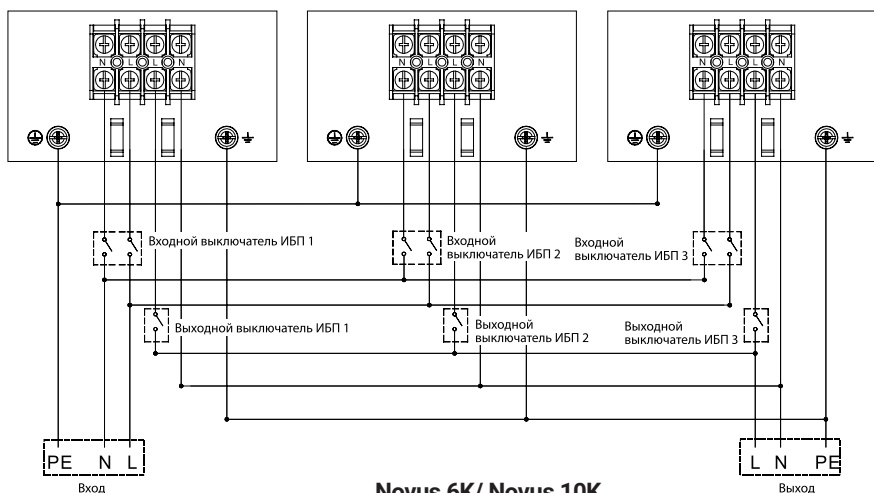 N L L N
N L L N
N L L N
Входной выключатель ИБП 1
Входной
выключатель ИБП 2
Входной
выключатель ИБП 3
Выходной выключатель ИБП 1
Выходной
выключатель ИБП 2
Выходной
выключатель ИБП 3
PE N L
L N PE
Вход
Novus 6K/ Novus 10K
Выход